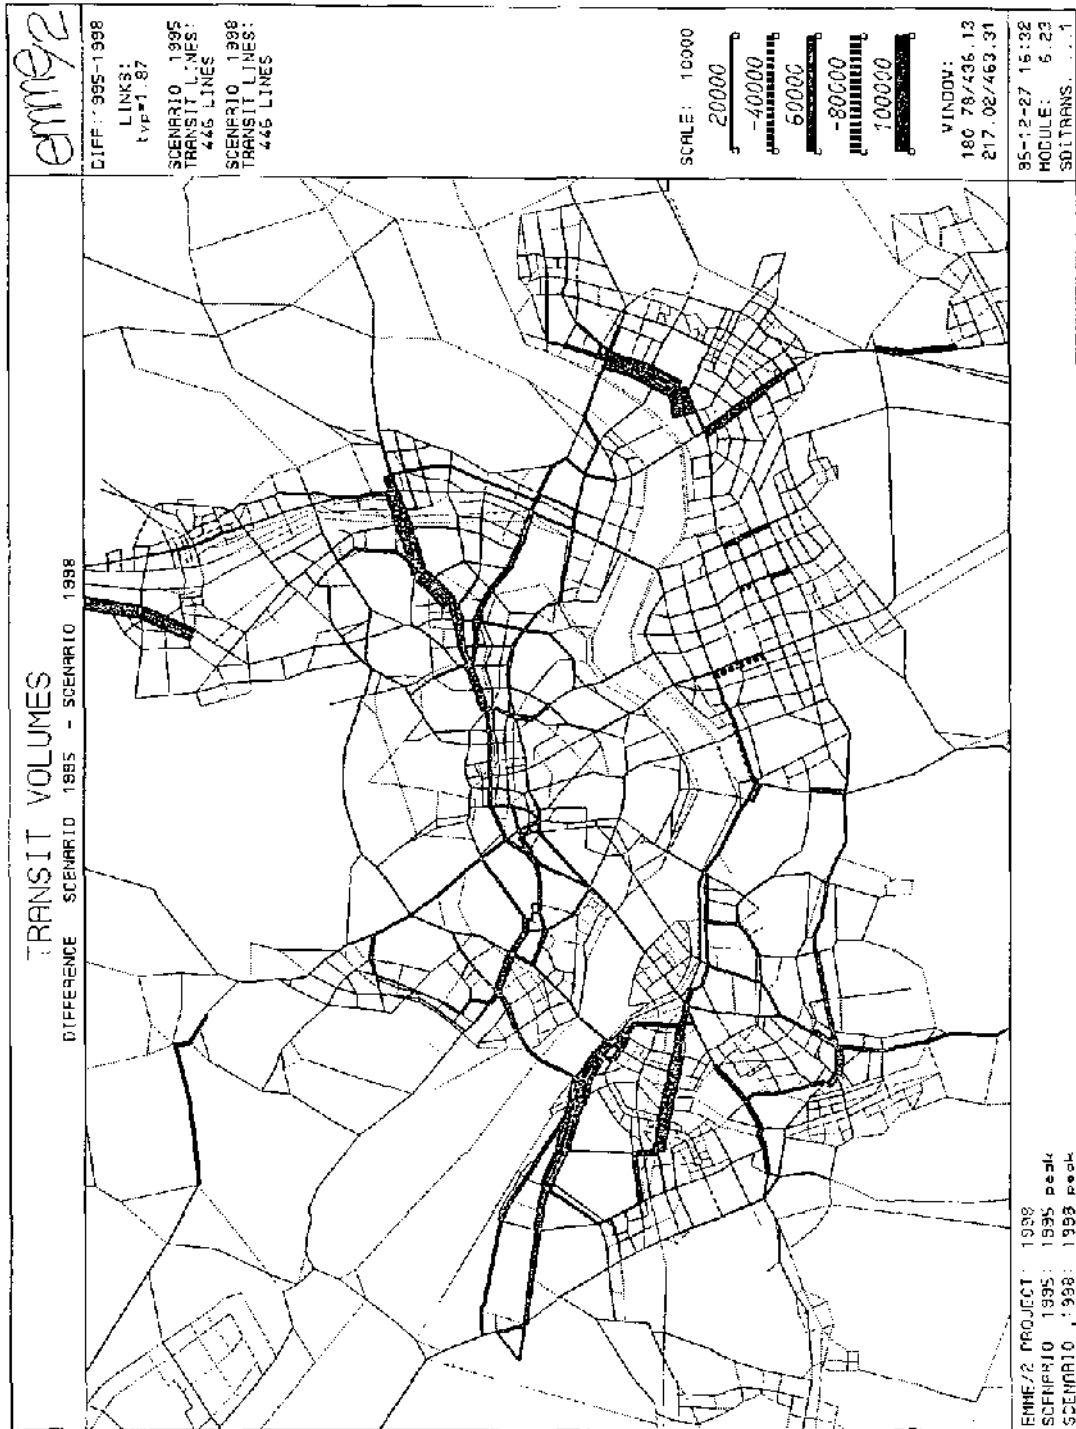 TRANSIT VOLUMES
DIFFERENCE SCENARIO 1995 - SCENARIO 1998
emme/2
DIFF: 1995-1998
LINKS:
typ=1.87
SCENARIO 1995
TRANSIT LINES:
446 LINES
SCENARIO 1998
TRANSIT LINES:
446 LINES
SCALE: 10000
20000
-40000
60000
-80000
100000
WINDOW:
180.78/436.13
217.02/463.31
95-12-27 16:32
MODULE: 6.23
SOLTRANS
EMME/2 PROJECT: 1998
SCENARIO 1995: 1995 peak
SCENARIO 1998: 1998 peak